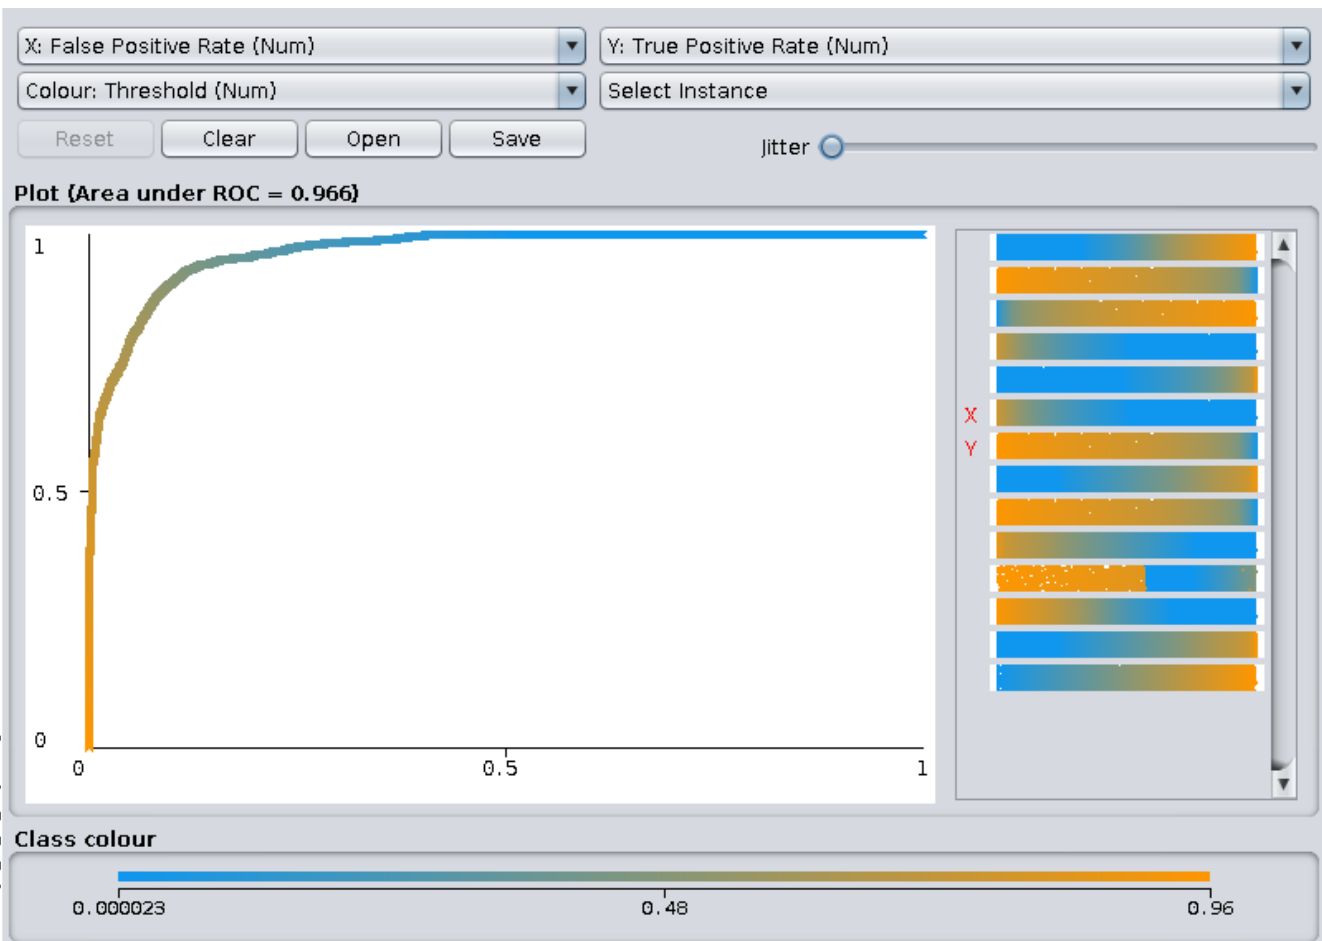 X: False Positive Rate (Num) Y: True Positive Rate (Num)
Colour: Threshold (Num) Select Instance
Reset Clear Open Save Jitter
Plot (Area under ROC = 0.966)
1
0.5
0
0 0.5 1
X
Y
Class colour
0.000023 0.48 0.96